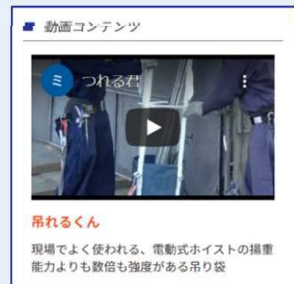 動画コンテンツ
ミ
つれる君
吊れるくん
現場でよく使われる、電動式ホイストの揚重
能力よりも数倍も強度がある吊り袋